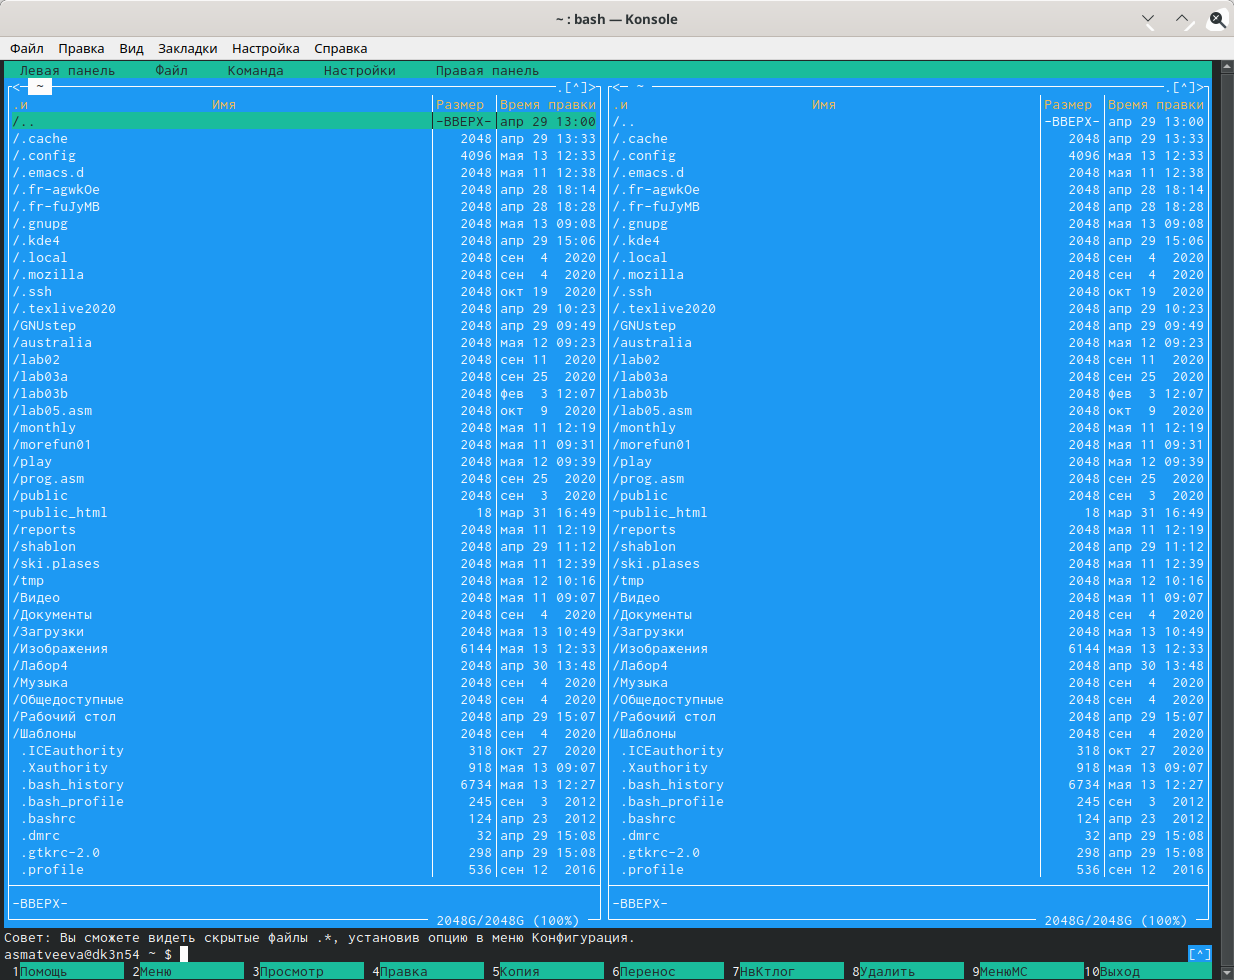 ~ : bash — Konsole
Файл Правка Вид Закладки Настройка Справка
Левая панель Файл Команда Настройки Правая панель
<─ ~ .[^]> <─ ~ .[^]>
.и Имя Размер Время правки .и Имя Размер Время правки
/.. -ВВЕРХ- апр 29 13:00 /.. -ВВЕРХ- апр 29 13:00
/.cache 2048 апр 29 13:33 /.cache 2048 апр 29 13:33
/.config 4096 мая 13 12:33 /.config 4096 мая 13 12:33
/.emacs.d 2048 мая 11 12:38 /.emacs.d 2048 мая 11 12:38
/.fr-agwkOe 2048 апр 28 18:14 /.fr-agwkOe 2048 апр 28 18:14
/.fr-fuJyMB 2048 апр 28 18:28 /.fr-fuJyMB 2048 апр 28 18:28
/.gnupg 2048 мая 13 09:08 /.gnupg 2048 мая 13 09:08
/.kde4 2048 апр 29 15:06 /.kde4 2048 апр 29 15:06
/.local 2048 сен 4 2020 /.local 2048 сен 4 2020
/.mozilla 2048 сен 4 2020 /.mozilla 2048 сен 4 2020
/.ssh 2048 окт 19 2020 /.ssh 2048 окт 19 2020
/.texlive2020 2048 апр 29 10:23 /.texlive2020 2048 апр 29 10:23
/GNUstep 2048 апр 29 09:49 /GNUstep 2048 апр 29 09:49
/australia 2048 мая 12 09:23 /australia 2048 мая 12 09:23
/lab02 2048 сен 11 2020 /lab02 2048 сен 11 2020
/lab03a 2048 сен 25 2020 /lab03a 2048 сен 25 2020
/lab03b 2048 фев 3 12:07 /lab03b 2048 фев 3 12:07
/lab05.asm 2048 окт 9 2020 /lab05.asm 2048 окт 9 2020
/monthly 2048 мая 11 12:19 /monthly 2048 мая 11 12:19
/morefun01 2048 мая 11 09:31 /morefun01 2048 мая 11 09:31
/play 2048 мая 12 09:39 /play 2048 мая 12 09:39
/prog.asm 2048 сен 25 2020 /prog.asm 2048 сен 25 2020
/public 2048 сен 3 2020 /public 2048 сен 3 2020
~public_html 18 мар 31 16:49 ~public_html 18 мар 31 16:49
/reports 2048 мая 11 12:19 /reports 2048 мая 11 12:19
/shablon 2048 апр 29 11:12 /shablon 2048 апр 29 11:12
/ski.plases 2048 мая 11 12:39 /ski.plases 2048 мая 11 12:39
/tmp 2048 мая 12 10:16 /tmp 2048 мая 12 10:16
/Видео 2048 мая 11 09:07 /Видео 2048 мая 11 09:07
/Документы 2048 сен 4 2020 /Документы 2048 сен 4 2020
/Загрузки 2048 мая 13 10:49 /Загрузки 2048 мая 13 10:49
/Изображения 6144 мая 13 12:33 /Изображения 6144 мая 13 12:33
/Лабор4 2048 апр 30 13:48 /Лабор4 2048 апр 30 13:48
/Музыка 2048 сен 4 2020 /Музыка 2048 сен 4 2020
/Общедоступные 2048 сен 4 2020 /Общедоступные 2048 сен 4 2020
/Рабочий стол 2048 апр 29 15:07 /Рабочий стол 2048 апр 29 15:07
/Шаблоны 2048 сен 4 2020 /Шаблоны 2048 сен 4 2020
.ICEauthority 318 окт 27 2020 .ICEauthority 318 окт 27 2020
.Xauthority 918 мая 13 09:07 .Xauthority 918 мая 13 09:07
.bash_history 6734 мая 13 12:27 .bash_history 6734 мая 13 12:27
.bash_profile 245 сен 3 2012 .bash_profile 245 сен 3 2012
.bashrc 124 апр 23 2012 .bashrc 124 апр 23 2012
.dmrc 32 апр 29 15:08 .dmrc 32 апр 29 15:08
.gtkrc-2.0 298 апр 29 15:08 .gtkrc-2.0 298 апр 29 15:08
.profile 536 сен 12 2016 .profile 536 сен 12 2016
-ВВЕРХ- -ВВЕРХ-
2048G/2048G (100%) 2048G/2048G (100%)
Совет: Вы сможете видеть скрытые файлы .*, установив опцию в меню Конфигурация.
asmatveeva@dk3n54 ~ $ [^]
1Помощь 2Меню 3Просмотр 4Правка 5Копия 6Перенос 7НвКтлог 8Удалить 9МенюМС 10Выход